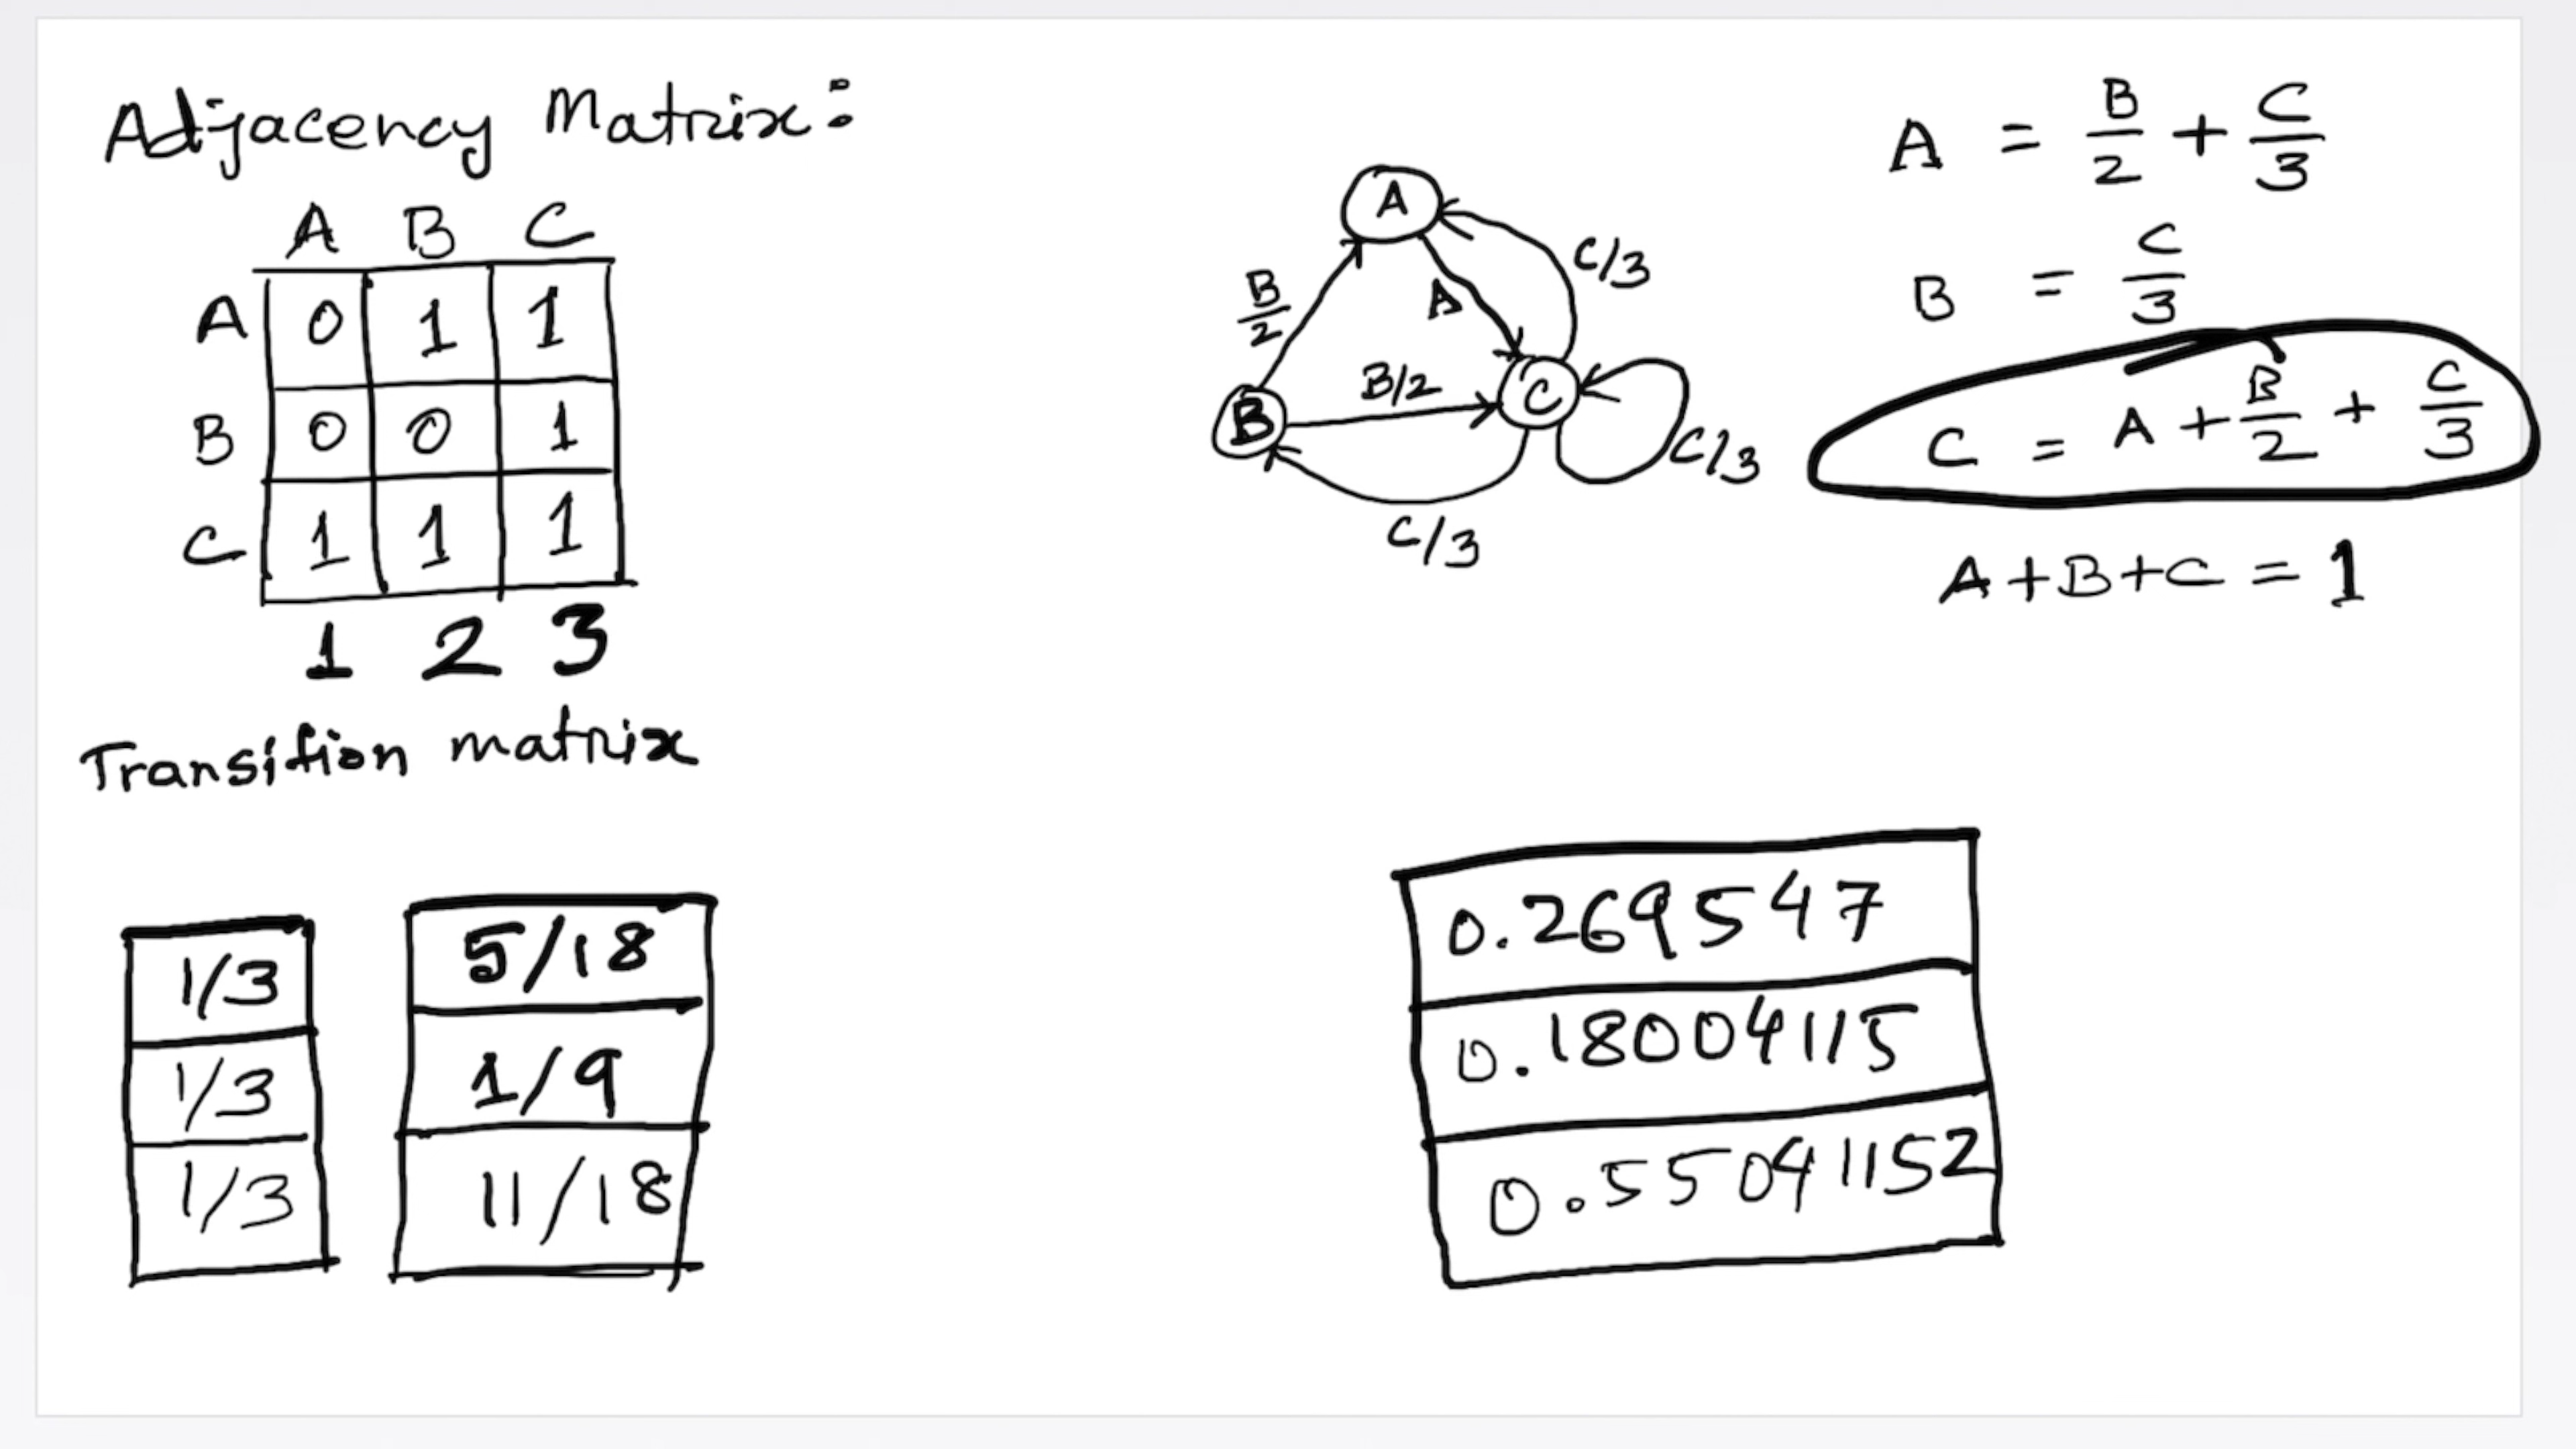 Adjacency Matrix:
A B C
A 0 1 1
B 0 0 1
C 1 1 1
1 2 3
Transition matrix
1/3
1/3
1/3
5/18
1/9
11/18
A
B
C
B/2
A
C/3
B/2
C/3
C/3
A = B/2 + C/3
B = C/3
C = A + B/2 + C/3
A+B+C = 1
0.269547
0.18004115
0.55041152